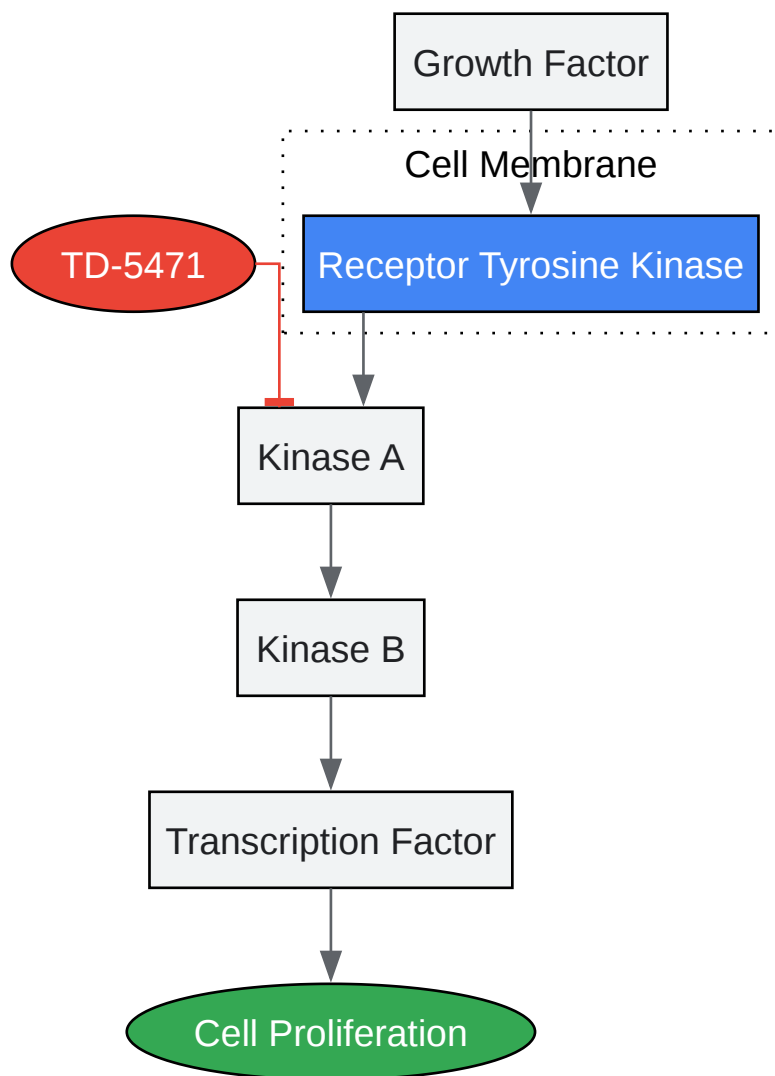 Growth Factor
Cell Membrane
TD-5471
Receptor Tyrosine Kinase
Kinase A
Kinase B
Transcription Factor
Cell Proliferation